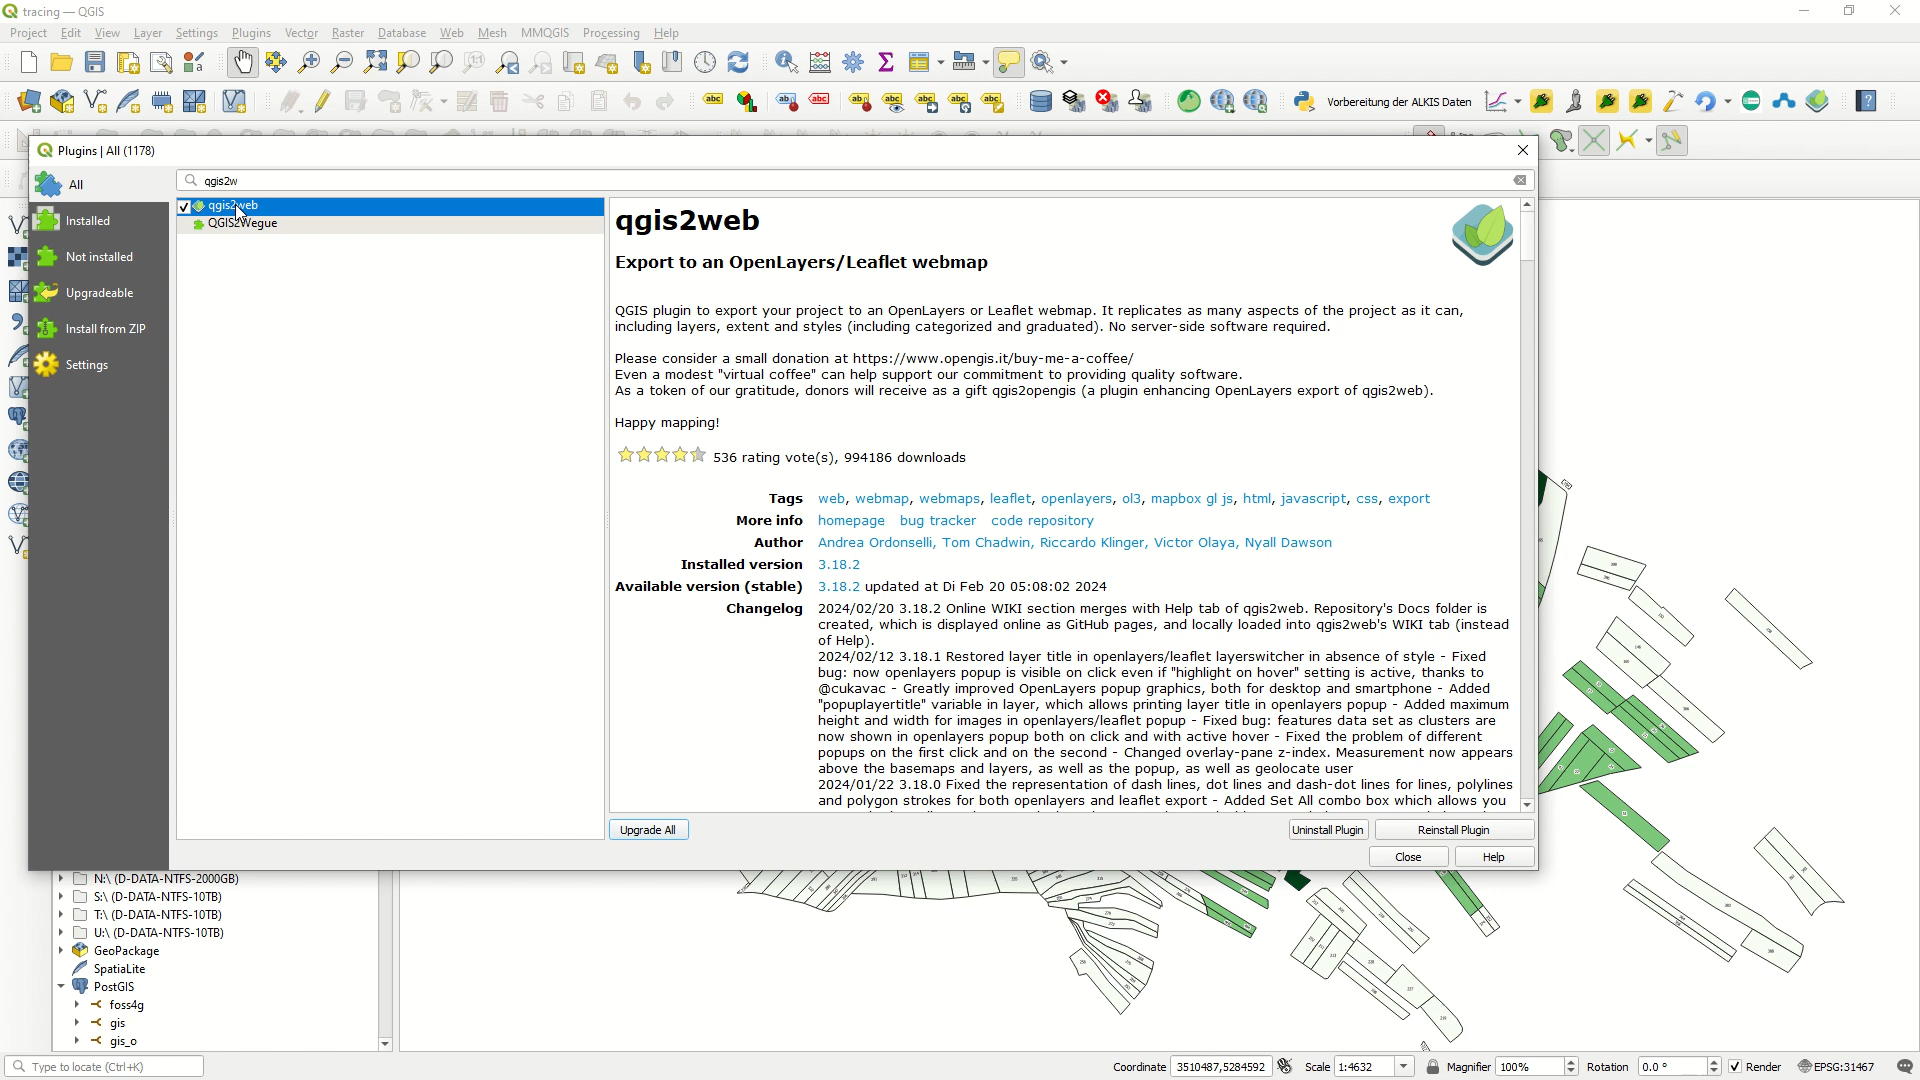 tracing — QGIS
Project Edit View Layer Settings Plugins Vector Raster Database Web Mesh MMQGIS Processing Help
Vorbereitung der ALKIS Daten
Plugins | All (1178)
All
qgis2w
Installed
Not installed
Upgradeable
Install from ZIP
Settings
qgis2web
QGIS2Wegue
qgis2web
Export to an OpenLayers/Leaflet webmap
QGIS plugin to export your project to an OpenLayers or Leaflet webmap. It replicates as many aspects of the project as it can,
including layers, extent and styles (including categorized and graduated). No server-side software required.
Please consider a small donation at https://www.opengis.it/buy-me-a-coffee/
Even a modest "virtual coffee" can help support our commitment to providing quality software.
As a token of our gratitude, donors will receive as a gift qgis2opengis (a plugin enhancing OpenLayers export of qgis2web).
Happy mapping!
536 rating vote(s), 994186 downloads
Tags web, webmap, webmaps, leaflet, openlayers, ol3, mapbox gl js, html, javascript, css, export
More info homepage bug tracker code repository
Author Andrea Ordonselli, Tom Chadwin, Riccardo Klinger, Victor Olaya, Nyall Dawson
Installed version 3.18.2
Available version (stable) 3.18.2 updated at Di Feb 20 05:08:02 2024
Changelog 2024/02/20 3.18.2 Online WIKI section merges with Help tab of qgis2web. Repository's Docs folder is
created, which is displayed online as GitHub pages, and locally loaded into qgis2web's WIKI tab (instead
of Help).
2024/02/12 3.18.1 Restored layer title in openlayers/leaflet layerswitcher in absence of style - Fixed
bug: now openlayers popup is visible on click even if "highlight on hover" setting is active, thanks to
@cukavac - Greatly improved OpenLayers popup graphics, both for desktop and smartphone - Added
"popuplayertitle" variable in layer, which allows printing layer title in openlayers popup - Added maximum
height and width for images in openlayers/leaflet popup - Fixed bug: features data set as clusters are
now shown in openlayers popup both on click and with active hover - Fixed the problem of different
popups on the first click and on the second - Changed overlay-pane z-index. Measurement now appears
above the basemaps and layers, as well as the popup, as well as geolocate user
2024/01/22 3.18.0 Fixed the representation of dash lines, dot lines and dash-dot lines for lines, polylines
and polygon strokes for both openlayers and leaflet export - Added Set All combo box which allows you
Upgrade All
Uninstall Plugin
Reinstall Plugin
Close
Help
N:\ (D-DATA-NTFS-2000GB)
S:\ (D-DATA-NTFS-10TB)
T:\ (D-DATA-NTFS-10TB)
U:\ (D-DATA-NTFS-10TB)
GeoPackage
SpatiaLite
PostGIS
foss4g
gis
gis_o
Type to locate (Ctrl+K)
Coordinate 3510487,5284592 Scale 1:4632 Magnifier 100% Rotation 0.0 ° Render EPSG:31467